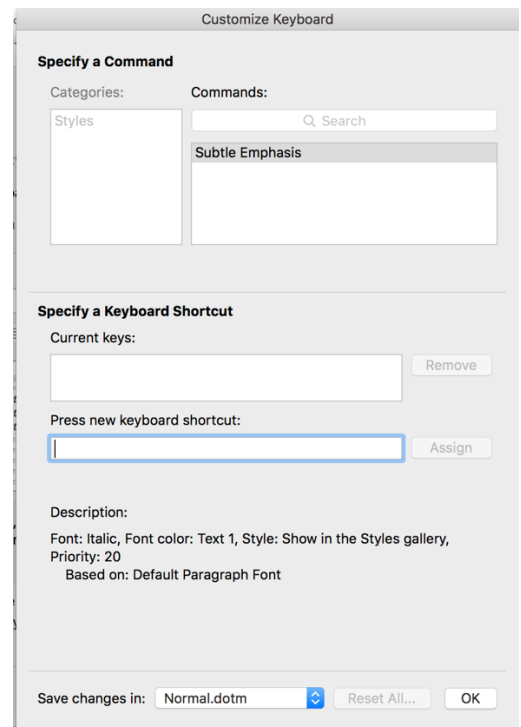 Customize Keyboard
Specify a Command
Categories:
Commands:
Styles
Search
Subtle Emphasis
Specify a Keyboard Shortcut
Current keys:
Remove
Press new keyboard shortcut:
Assign
Description:
Font: Italic, Font color: Text 1, Style: Show in the Styles gallery,
Priority: 20
Based on: Default Paragraph Font
Save changes in:
Normal.dotm
Reset All...
OK